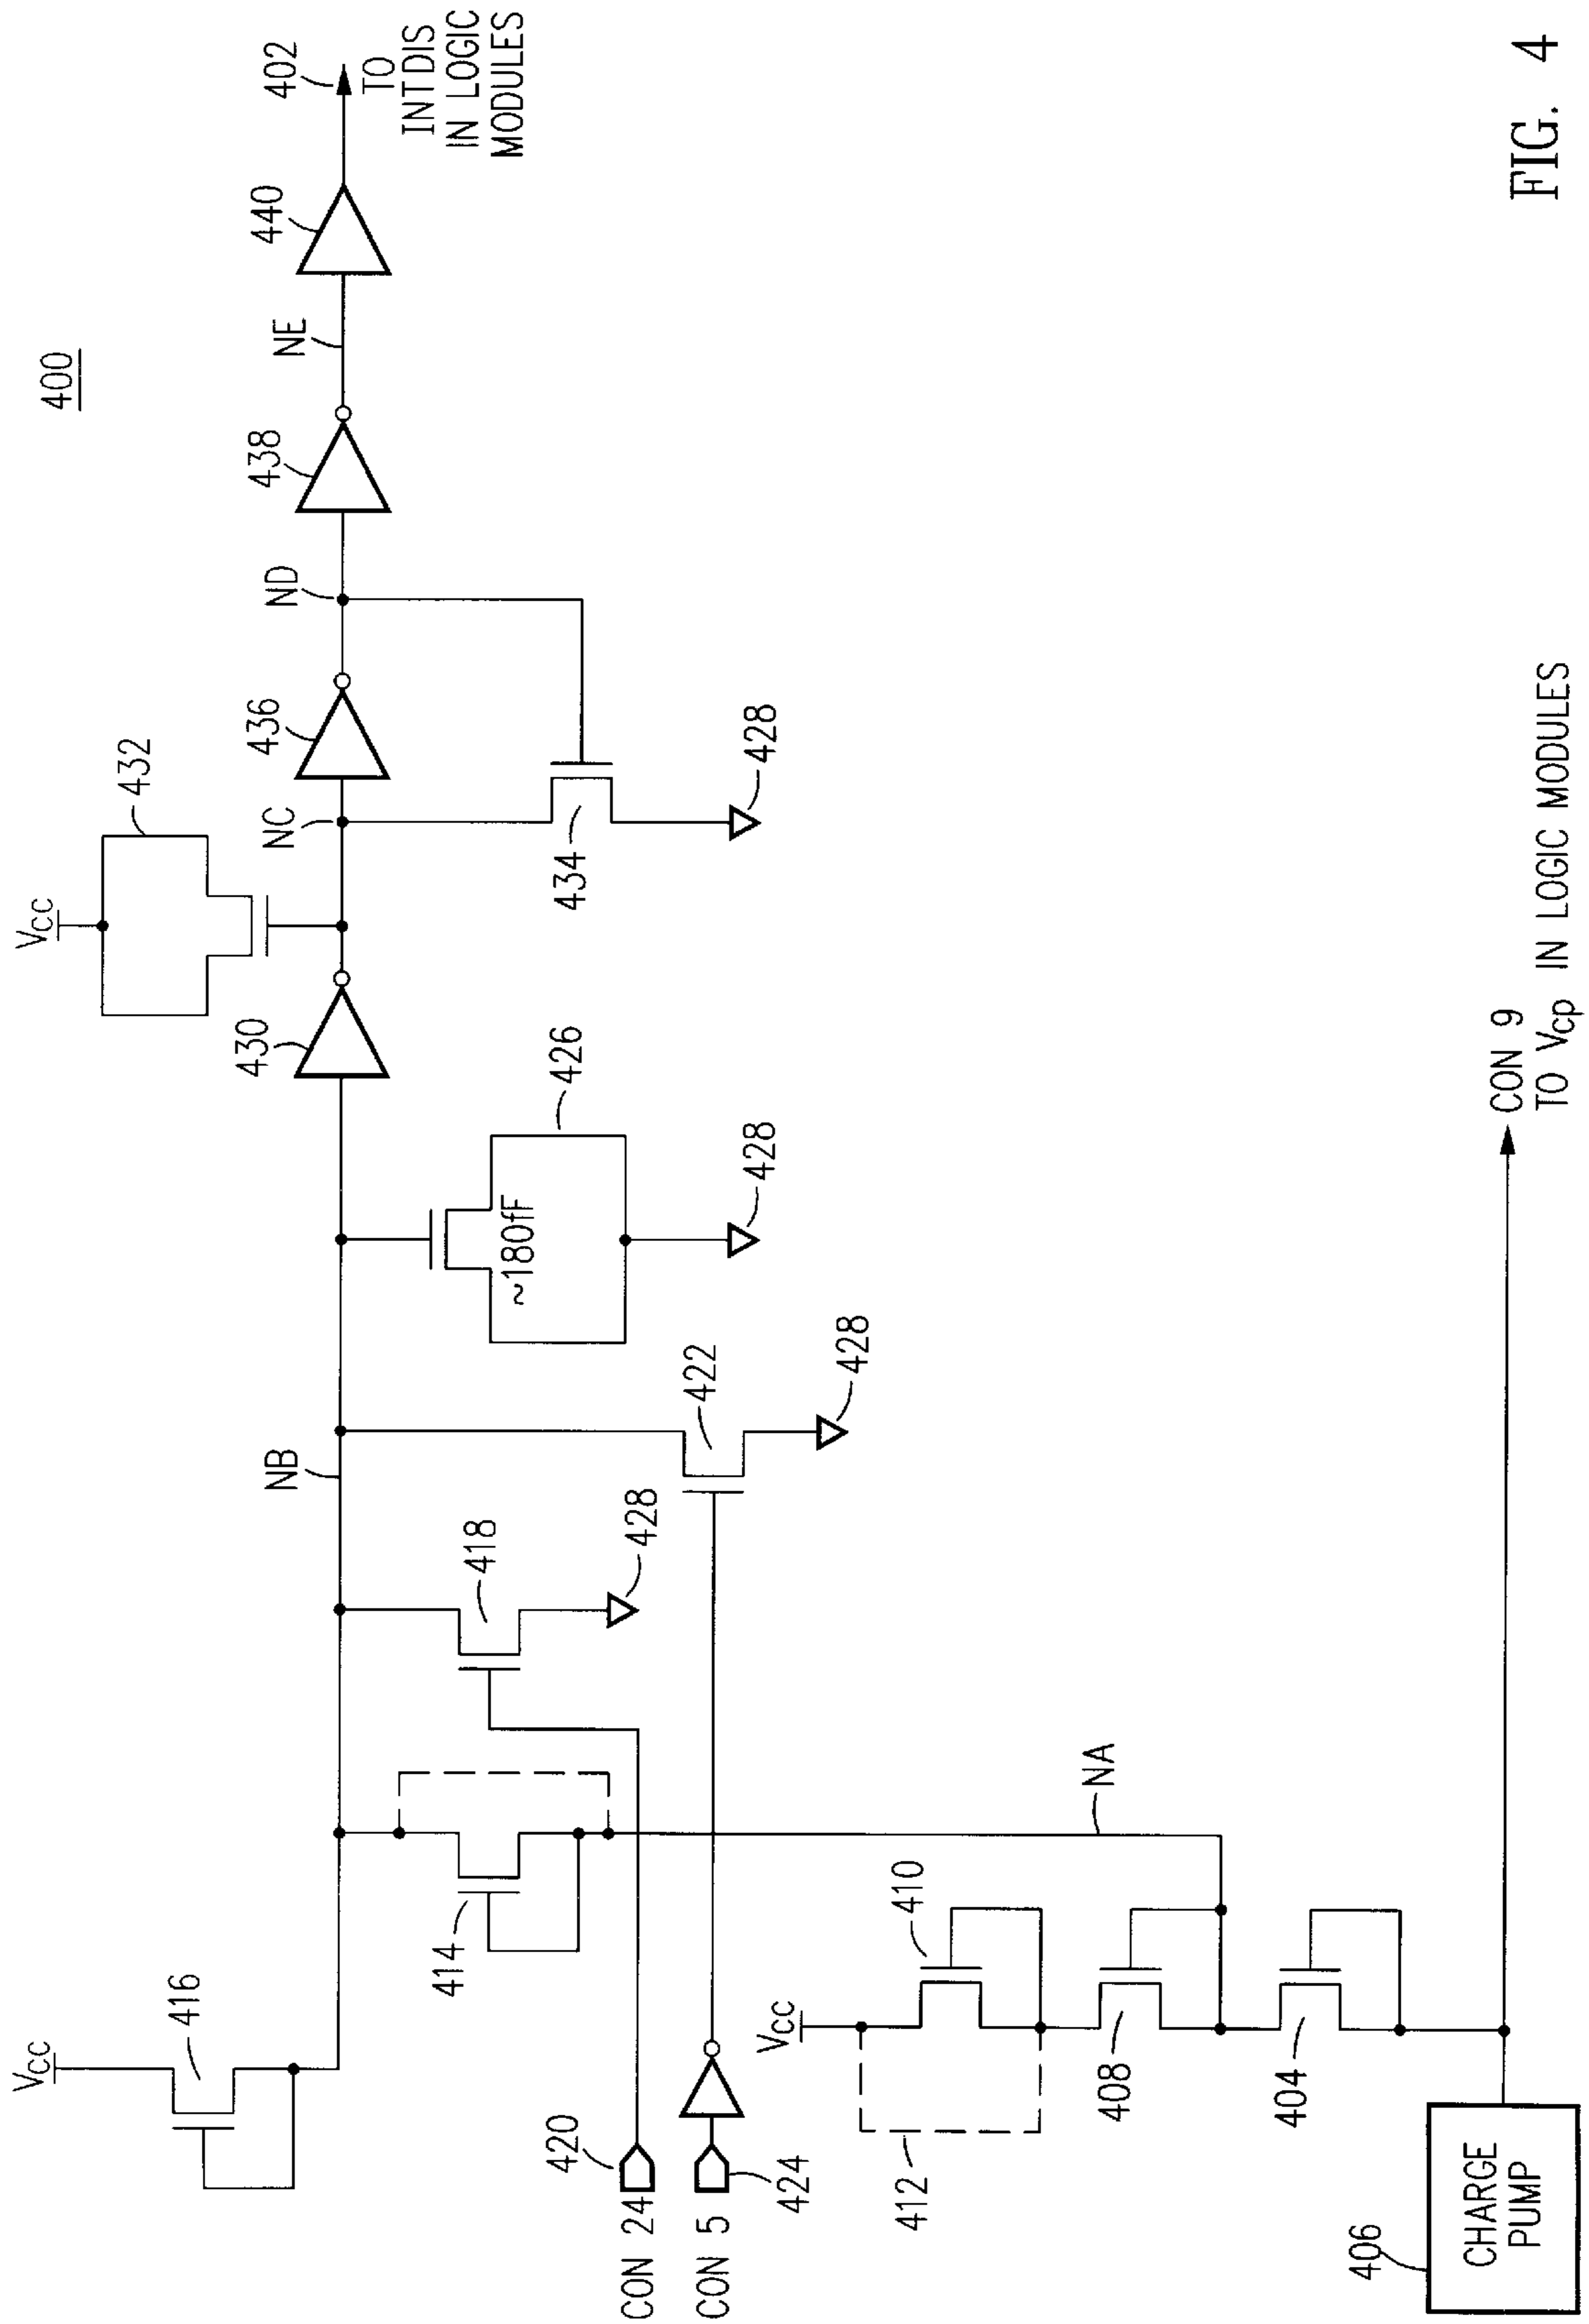 400
402
TO
INTDIS
IN LOGIC
MODULES
440
NE
438
ND
436
NC
432
Vcc
434
428
430
426
~180fF
428
422
428
NB
418
428
414
416
Vcc
NA
410
Vcc
408
404
412
420
CON 24
424
CON 5
406
CHARGE
PUMP
CON 9
TO Vcp IN LOGIC MODULES
FIG. 4